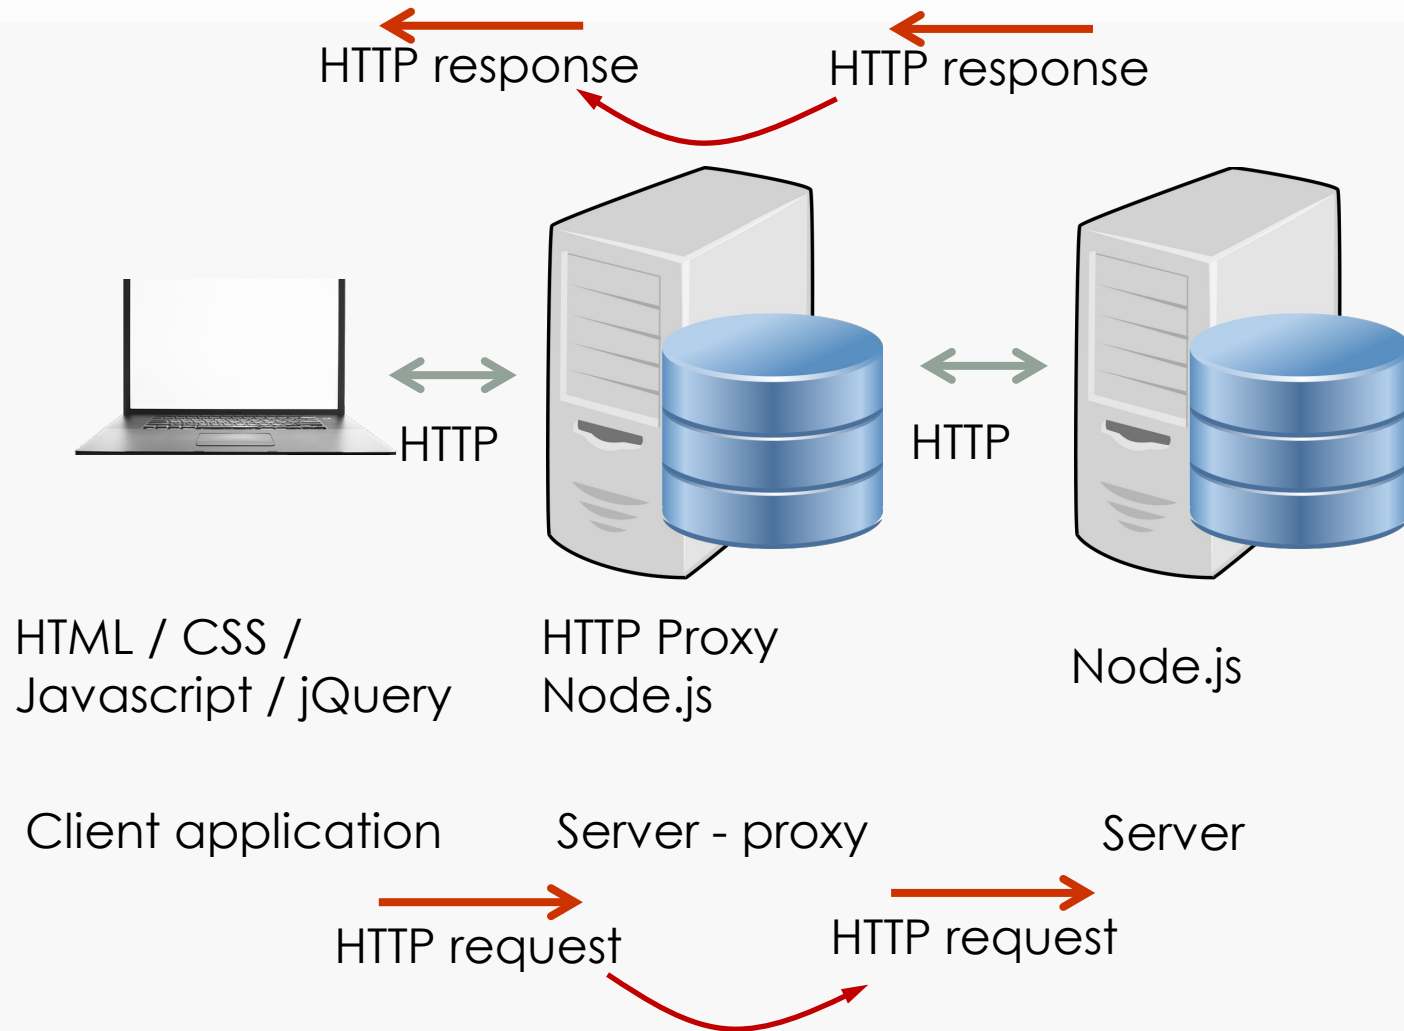 HTTP response
HTTP response
HTTP
HTTP
HTML / CSS /
Javascript / jQuery
HTTP Proxy
Node.js
Node.js
Client application
Server - proxy
Server
HTTP request
HTTP request